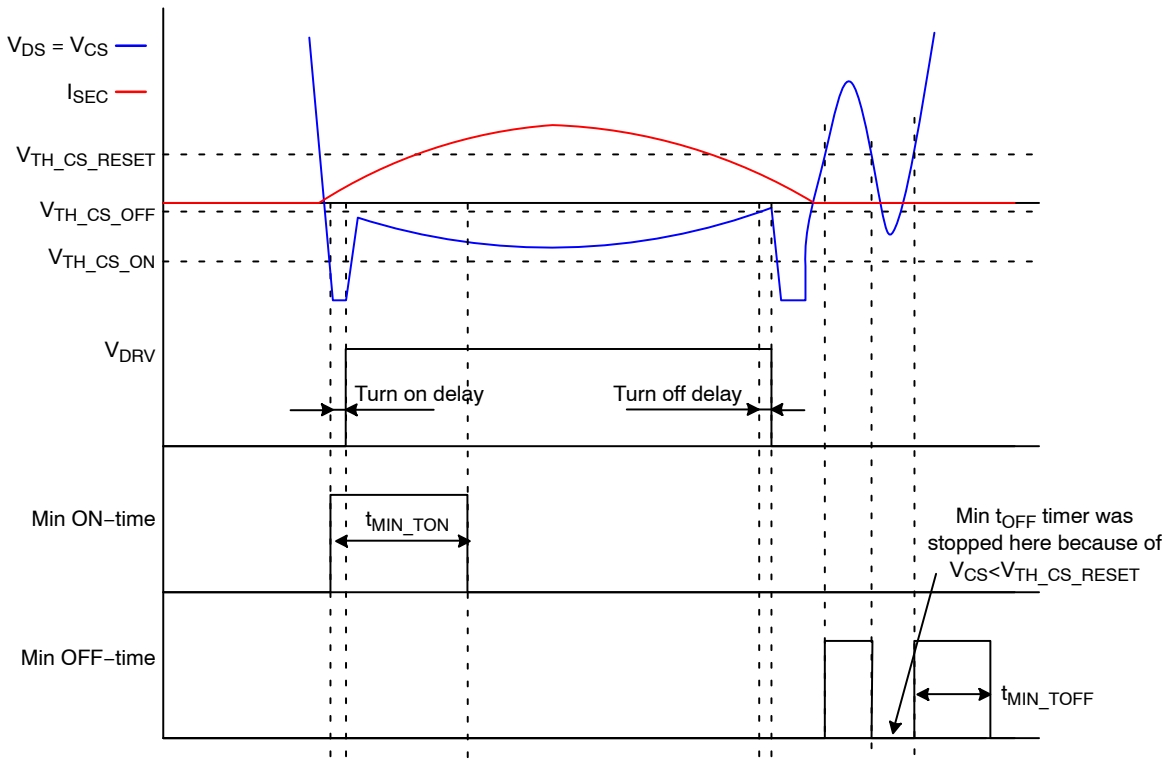 V_DS = V_CS
I_SEC
V_TH_CS_RESET
V_TH_CS_OFF
V_TH_CS_ON
V_DRV
Turn on delay
Turn off delay
Min ON−time
t_MIN_TON
Min t_OFF timer was
stopped here because of
V_CS<V_TH_CS_RESET
Min OFF−time
t_MIN_TOFF